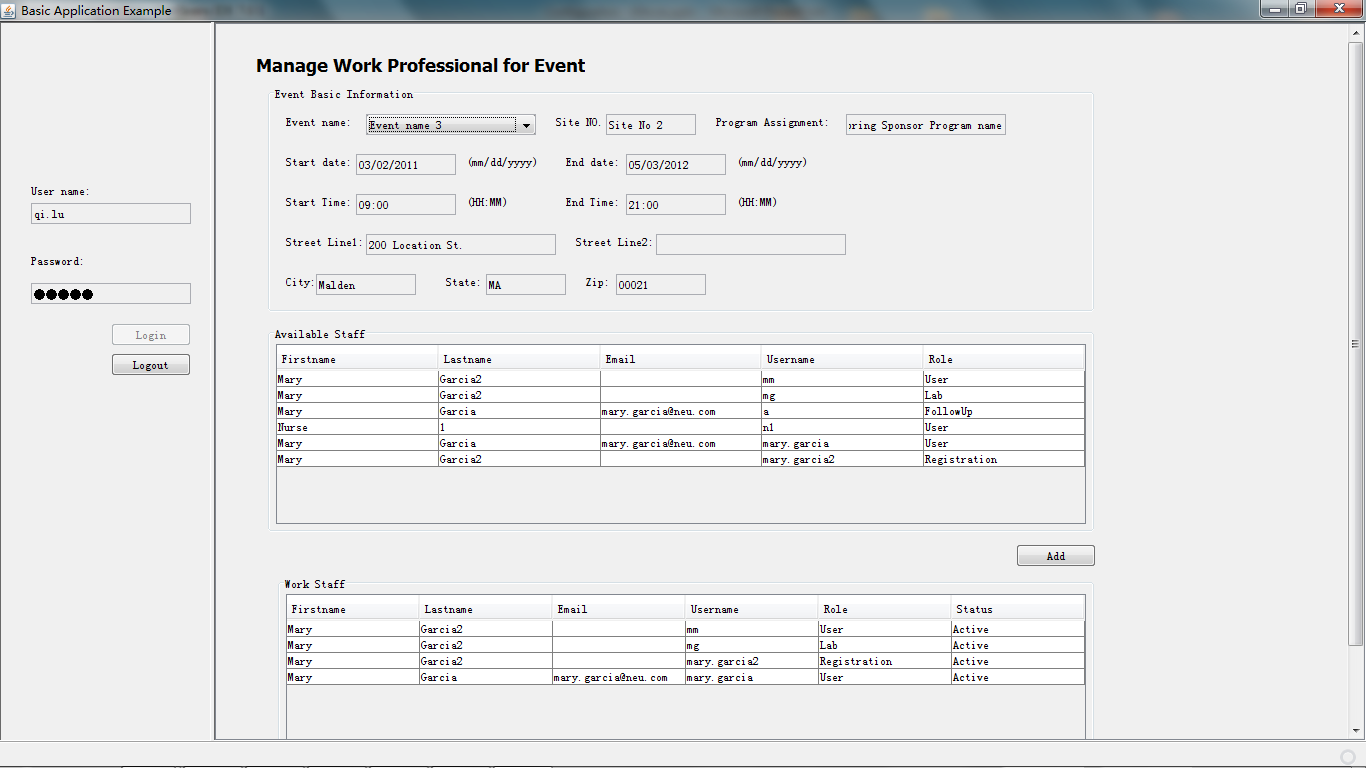 Basic Application Example
Manage Work Professional for Event
Event Basic Information
Event name: Event name 3 Site NO. Site No 2 Program Assignment: oring Sponsor Program name
Start date: 03/02/2011 (mm/dd/yyyy) End date: 05/03/2012 (mm/dd/yyyy)
Start Time: 09:00 (HH:MM) End Time: 21:00 (HH:MM)
Street Line1: 200 Location St. Street Line2:
City: Malden State: MA Zip: 00021
User name:
qi.lu
Password:
Login
Logout
Available Staff
Firstname Lastname Email Username Role
Mary Garcia2 mm User
Mary Garcia2 mg Lab
Mary Garcia mary.garcia@neu.com a FollowUp
Nurse 1 n1 User
Mary Garcia mary.garcia@neu.com mary.garcia User
Mary Garcia2 mary.garcia2 Registration
Add
Work Staff
Firstname Lastname Email Username Role Status
Mary Garcia2 mm User Active
Mary Garcia2 mg Lab Active
Mary Garcia2 mary.garcia2 Registration Active
Mary Garcia mary.garcia@neu.com mary.garcia User Active